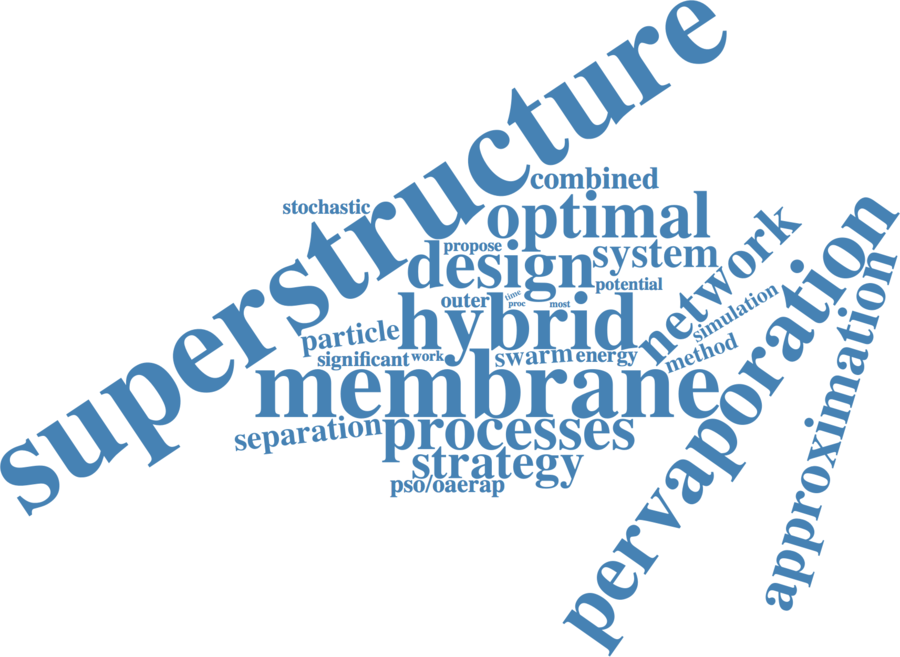 superstructure
combined
stochastic
optimal
propose
design
system
network
pervaporation
potential
outer
time
proc
most
simulation
approximation
particle
hybrid
method
significant
work
swarm
energy
membrane
separation
processes
strategy
pso/oaerap